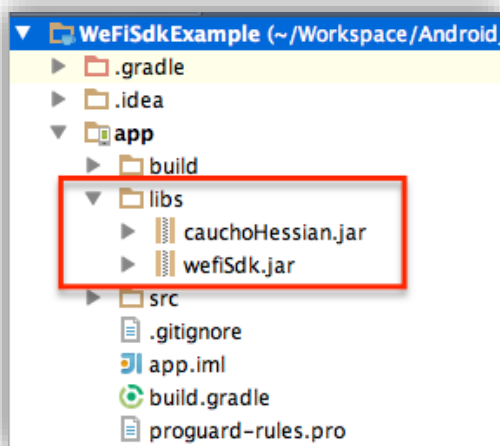 WeFiSdkExample (~/Workspace/Android
.gradle
.idea
app
build
libs
cauchoHessian.jar
wefiSdk.jar
src
.gitignore
app.iml
build.gradle
proguard-rules.pro